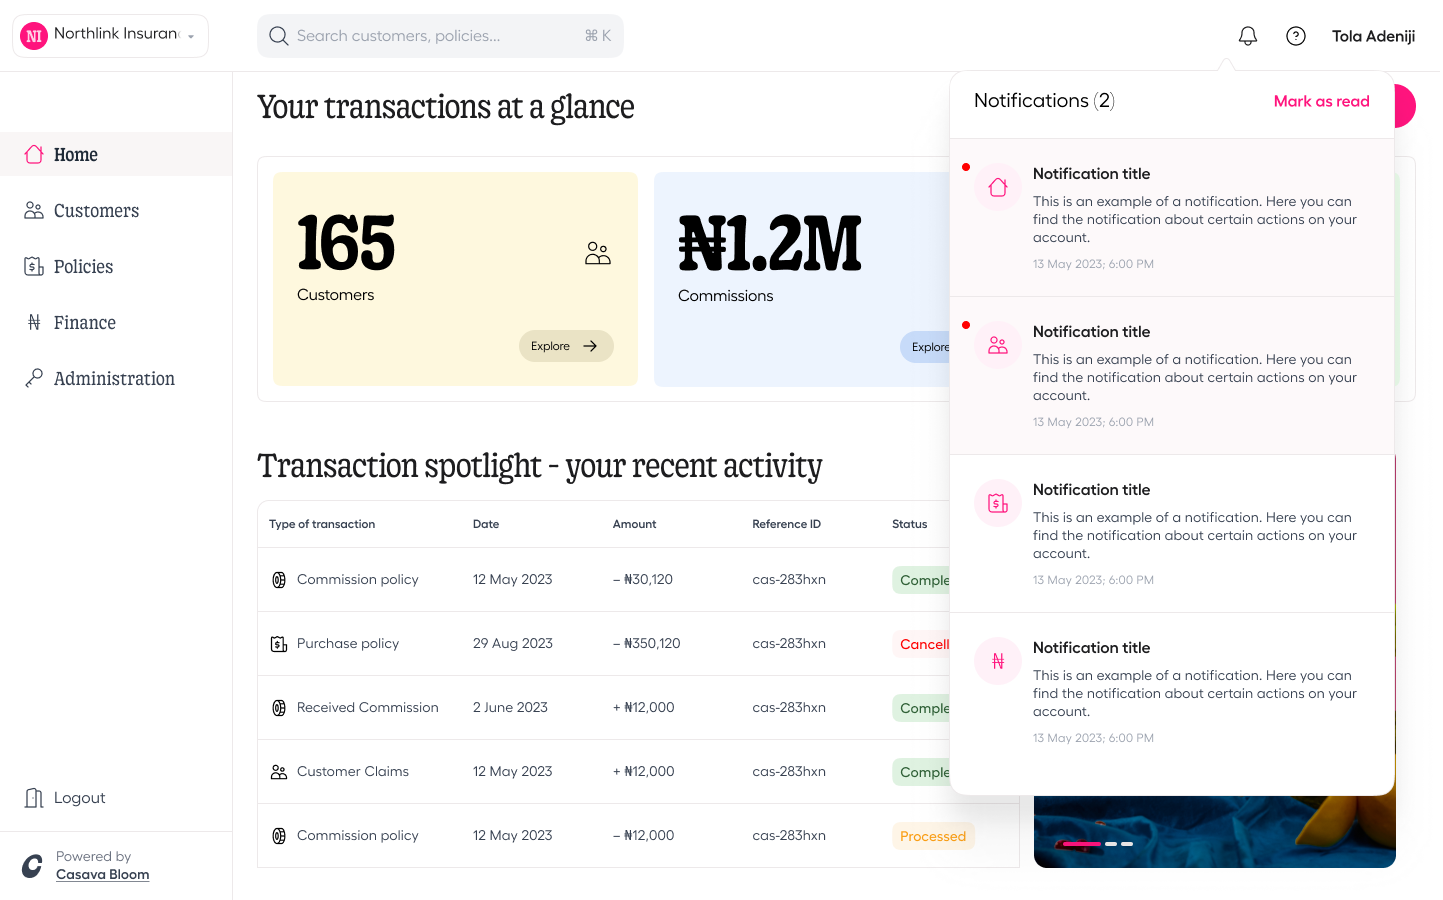 NI Northlink Insuran
Search customers, policies... ⌘ K
Tola Adeniji
Home
Customers
Policies
₦ Finance
Administration
Logout
Powered by
Casava Bloom
Your transactions at a glance
165
Customers
Explore
₦1.2M
Commissions
Explore
Transaction spotlight - your recent activity
Type of transaction Date Amount Reference ID Status
Commission policy 12 May 2023 – ₦30,120 cas-283hxn Comple
Purchase policy 29 Aug 2023 – ₦350,120 cas-283hxn Cancell
Received Commission 2 June 2023 + ₦12,000 cas-283hxn Comple
Customer Claims 12 May 2023 + ₦12,000 cas-283hxn Comple
Commission policy 12 May 2023 – ₦12,000 cas-283hxn Processed
Notifications (2) Mark as read
Notification title
This is an example of a notification. Here you can
find the notification about certain actions on your
account.
13 May 2023; 6:00 PM
Notification title
This is an example of a notification. Here you can
find the notification about certain actions on your
account.
13 May 2023; 6:00 PM
Notification title
This is an example of a notification. Here you can
find the notification about certain actions on your
account.
13 May 2023; 6:00 PM
₦
Notification title
This is an example of a notification. Here you can
find the notification about certain actions on your
account.
13 May 2023; 6:00 PM